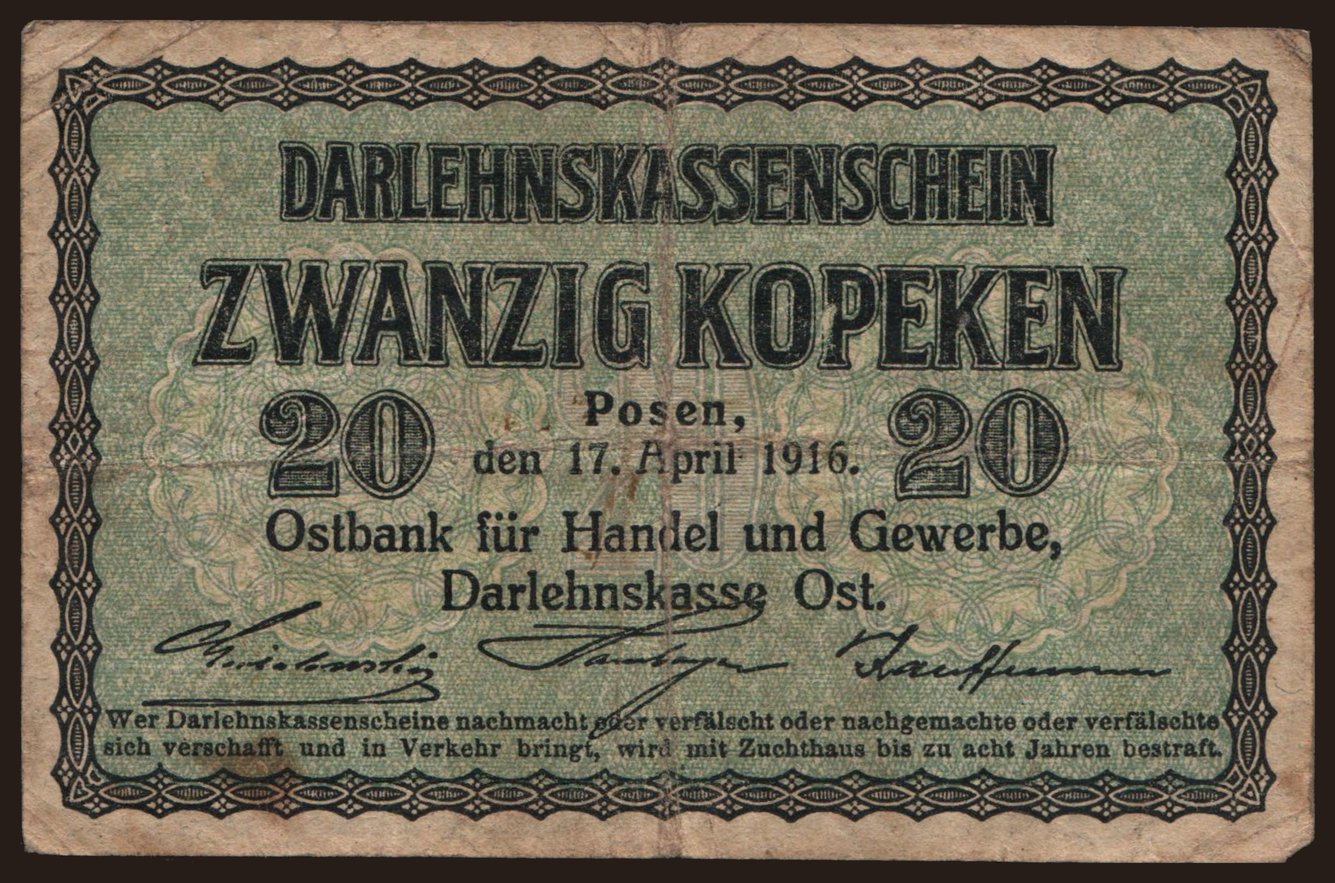 DARLEHNSKASSENSCHEIN
ZWANZIG KOPEKEN
20 Posen, 20
den 17. April 1916.
Ostbank für Handel und Gewerbe,
Darlehnskasse Ost.
Wer Darlehnskassenscheine nachmacht oder verfälscht oder nachgemachte oder verfälschte
sich verschafft und in Verkehr bringt, wird mit Zuchthaus bis zu acht Jahren bestraft.